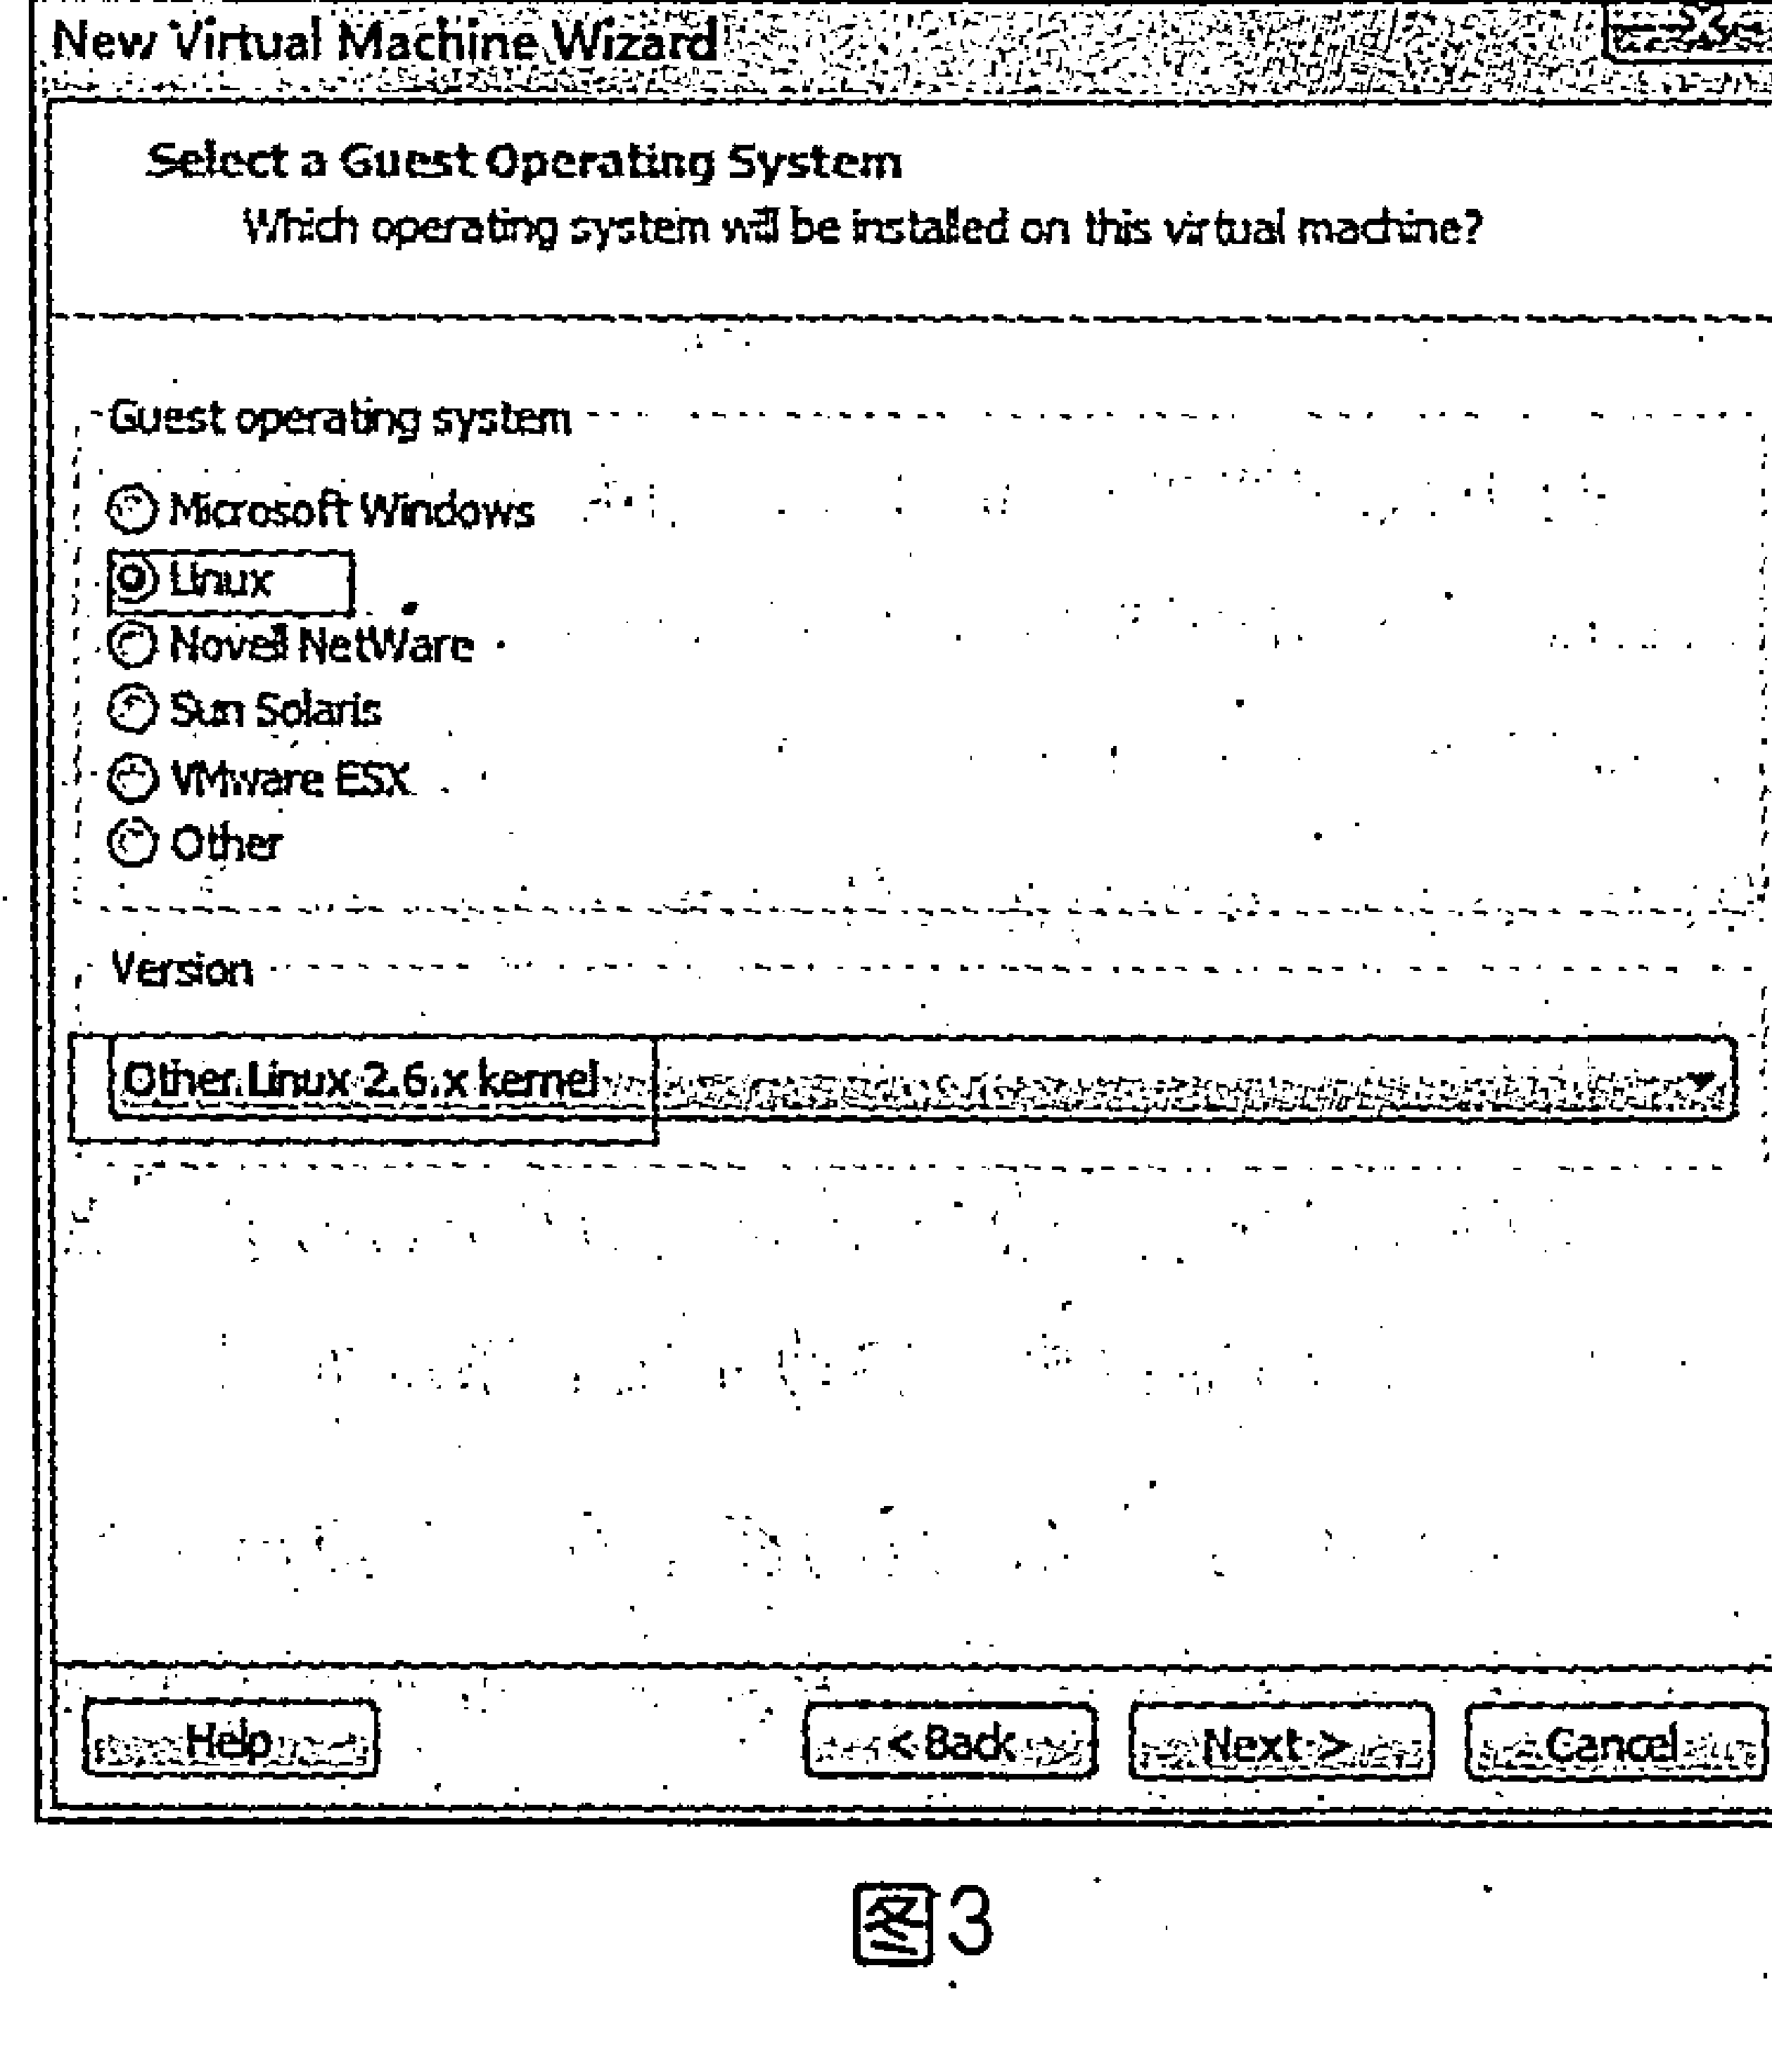 New Virtual Machine Wizard
Select a Guest Operating System
Which operating system will be installed on this virtual machine?
Guest operating system
Microsoft Windows
Linux
Novell NetWare
Sun Solaris
VMware ESX
Other
Version
Other Linux 2.6.x kernel
Help
< Back
Next >
Cancel
图3